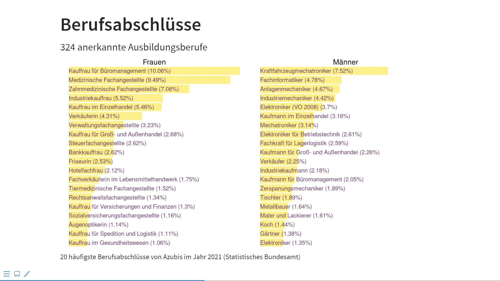 Berufsabschlüsse
324 anerkannte Ausbildungsberufe
Frauen
Kauffrau für Büromanagement (10.06%)
Medizinische Fachangestellte (9.49%)
Zahnmedizinische Fachangestellte (7.08%)
Industriekauffrau (5.52%)
Kauffrau im Einzelhandel (5.46%)
Verkäuferin (4.31%)
Verwaltungsfachangestellte (3.23%)
Kauffrau für Groß- und Außenhandel (2.68%)
Steuerfachangestellte (2.62%)
Bankkauffrau (2.62%)
Friseurin (2.53%)
Hotelfachfrau (2.12%)
Fachverkäuferin im Lebensmittelhandwerk (1.75%)
Tiermedizinische Fachangestellte (1.52%)
Rechtsanwaltsfachangestellte (1.34%)
Kauffrau für Versicherungen und Finanzen (1.3%)
Sozialversicherungsfachangestellte (1.16%)
Augenoptikerin (1.14%)
Kauffrau für Spedition und Logistik (1.11%)
Kauffrau im Gesundheitswesen (1.06%)
Männer
Kraftfahrzeugmechatroniker (7.52%)
Fachinformatiker (4.78%)
Anlagenmechaniker (4.67%)
Industriemechaniker (4.42%)
Elektroniker (VO 2008) (3.7%)
Kaufmann im Einzelhandel (3.16%)
Mechatroniker (3.14%)
Elektroniker für Betriebstechnik (2.61%)
Fachkraft für Lagerlogistik (2.59%)
Kaufmann für Groß- und Außenhandel (2.26%)
Verkäufer (2.25%)
Industriekaufmann (2.18%)
Kaufmann für Büromanagement (2.05%)
Zerspanungsmechaniker (1.89%)
Tischler (1.89%)
Metallbauer (1.64%)
Maler und Lackierer (1.61%)
Koch (1.44%)
Gärtner (1.38%)
Elektroniker (1.35%)
20 häufigste Berufsabschlüsse von Azubis im Jahr 2021 (Statistisches Bundesamt)